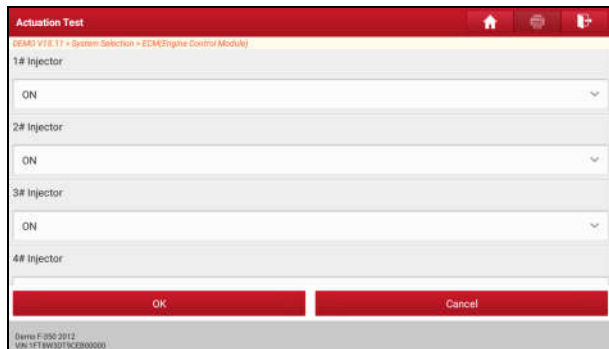 Actuation Test
DEMO V15.11 > System Selection > ECM(Engine Control Module)
1# Injector
ON
2# Injector
ON
3# Injector
ON
4# Injector
OK
Cancel
Demo F-350 2012
VIN 1FT8W3DT9CEB00000